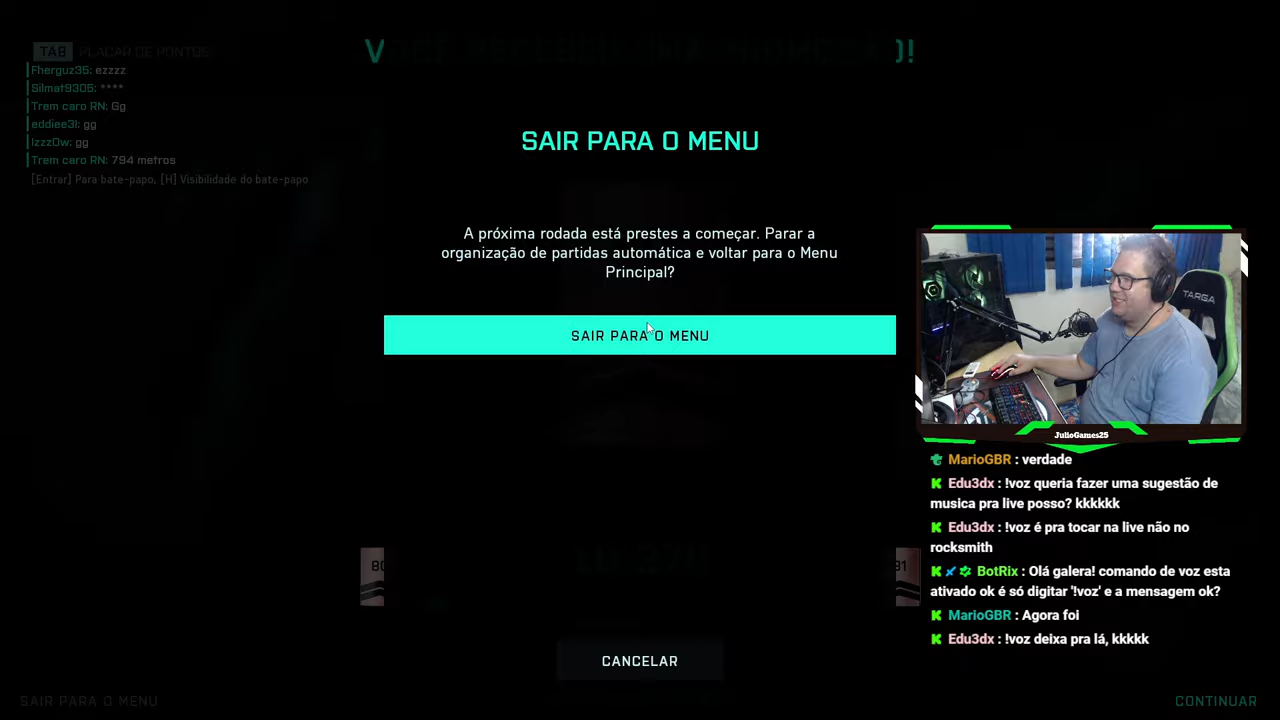 TAB PLACAR DE PONTOS
Fherguz35: ezzzz
Silmat9305: ****
Trem caro RN: Gg
eddiee3l: gg
IzzzOw: gg
Trem caro RN: 794 metros
[Entrar] Para bate-papo, [H] Visibilidade do bate-papo
SAIR PARA O MENU
A próxima rodada está prestes a começar. Parar a
organização de partidas automática e voltar para o Menu
Principal?
SAIR PARA O MENU
CANCELAR
SAIR PARA O MENU
CONTINUAR
TARGA
JulioGames25
MarioGBR : verdade
Edu3dx : !voz queria fazer uma sugestão de
musica pra live posso? kkkkkk
Edu3dx : !voz é pra tocar na live não no
rocksmith
BotRix : Olá galera! comando de voz esta
ativado ok é só digitar '!voz' e a mensagem ok?
MarioGBR : Agora foi
Edu3dx : !voz deixa pra lá, kkkkk